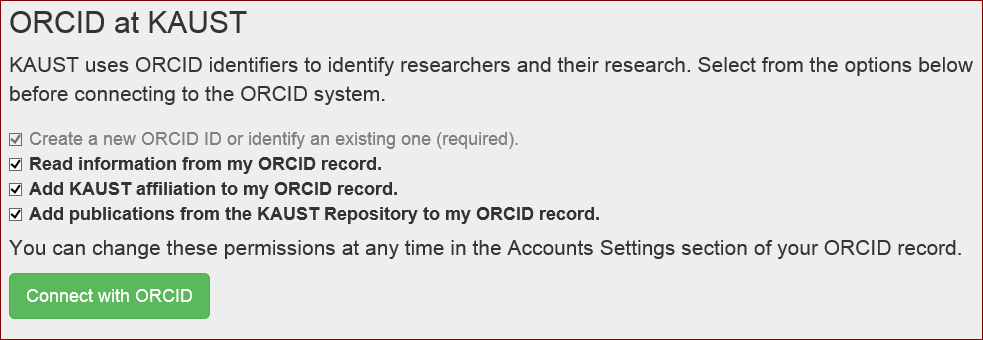 ORCID at KAUST
KAUST uses ORCID identifiers to identify researchers and their research. Select from the options below
before connecting to the ORCID system.
Create a new ORCID ID or identify an existing one (required).
Read information from my ORCID record.
Add KAUST affiliation to my ORCID record.
Add publications from the KAUST Repository to my ORCID record.
You can change these permissions at any time in the Accounts Settings section of your ORCID record.
Connect with ORCID